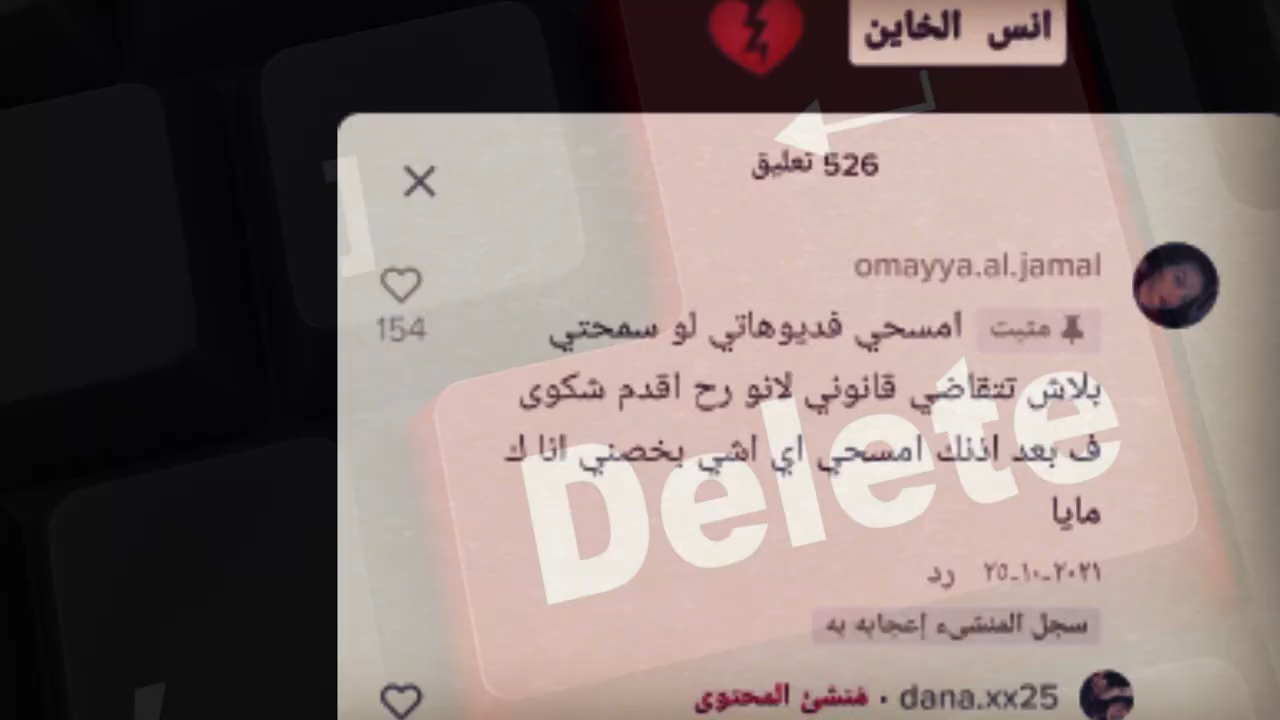 انس الخاين
526 تعليق
omayya.al.jamal
مثبت امسحي فديوهاتي لو سمحتي
بلاش تتقاضي قانوني لانو رح اقدم شكوى
ف بعد اذنك امسحي اي اشي بخصني انا ك
مايا
٢٠٢١-١٠-٢٥ رد
154
سجل المنشىء إعجابه به
dana.xx25 · مُنشئ المحتوى
Delete